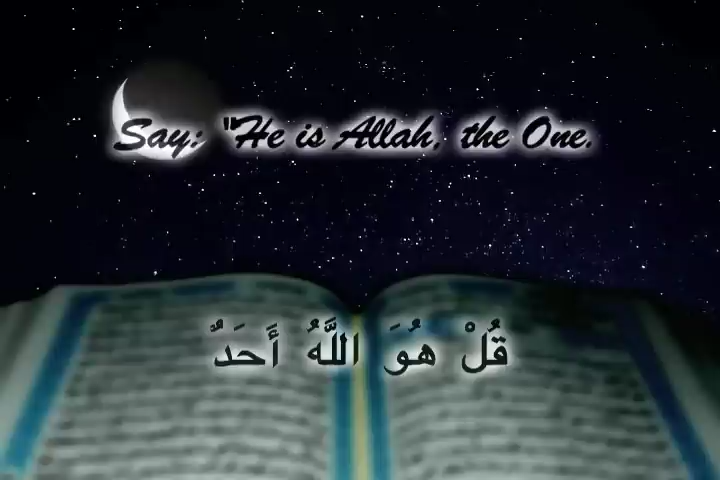 Say: "He is Allah, the One.
قُلْ هُوَ اللَّهُ أَحَدٌ